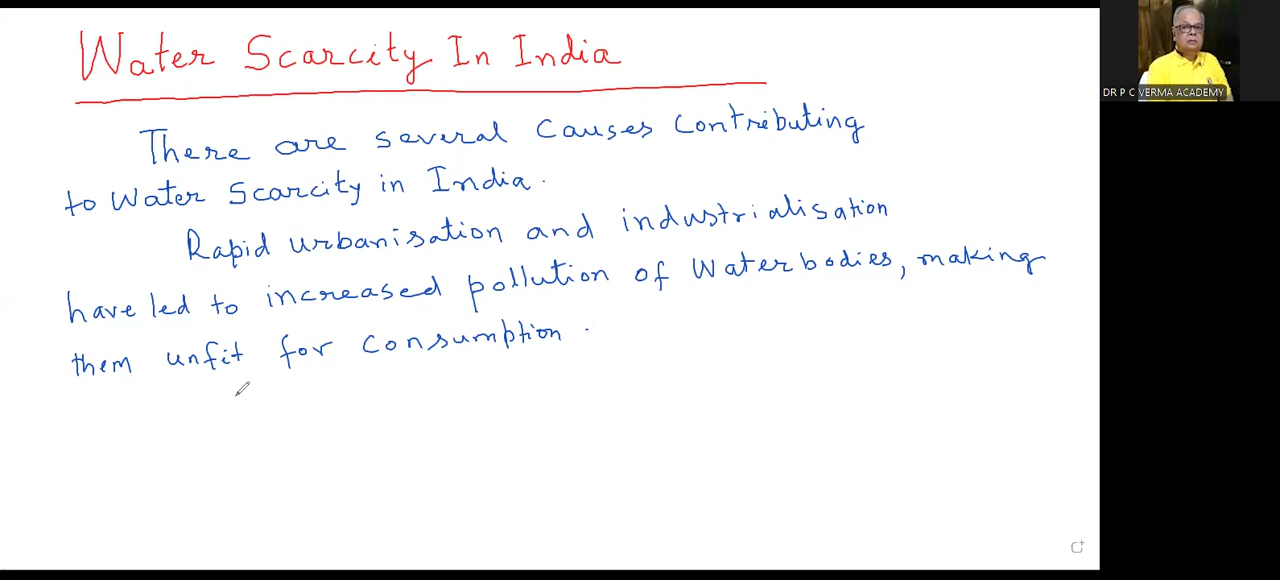 Water Scarcity In India
There are several causes contributing
to Water Scarcity in India.
Rapid urbanisation and industrialisation
have led to increased pollution of Waterbodies, making
them unfit for consumption.
DR P C VERMA ACADEMY